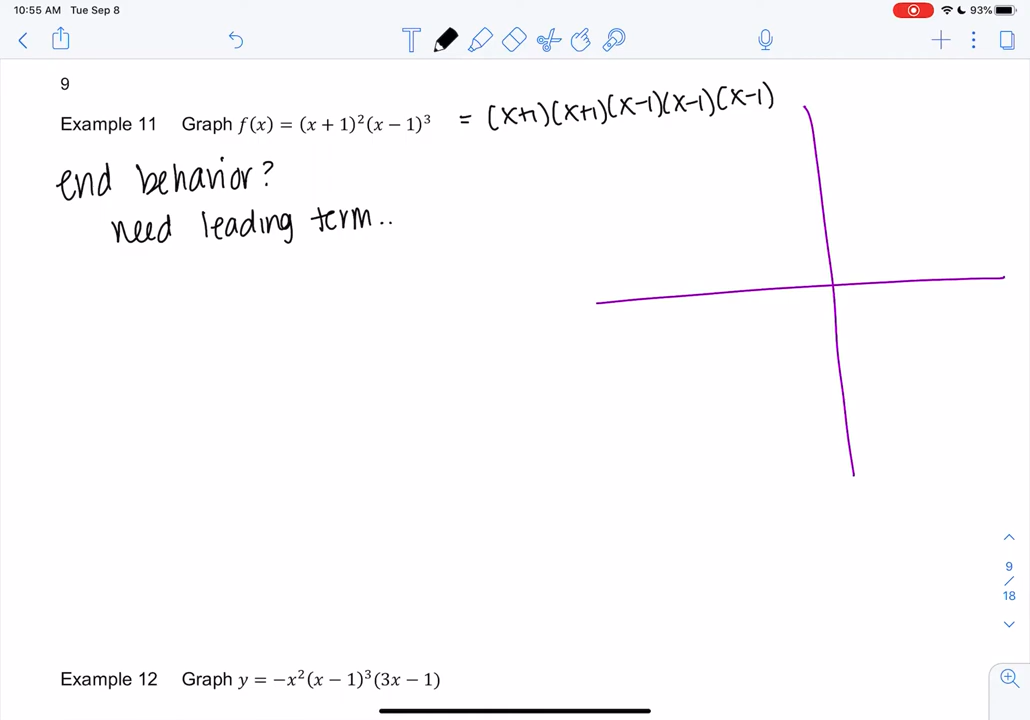 10:55 AM Tue Sep 8
93%
T
9
Example 11 Graph f(x) = (x + 1)²(x − 1)³ = (x+1)(x+1)(x-1)(x-1)(x-1)
end behavior?
need leading term..
9
/
18
Example 12 Graph y = −x²(x − 1)³(3x − 1)